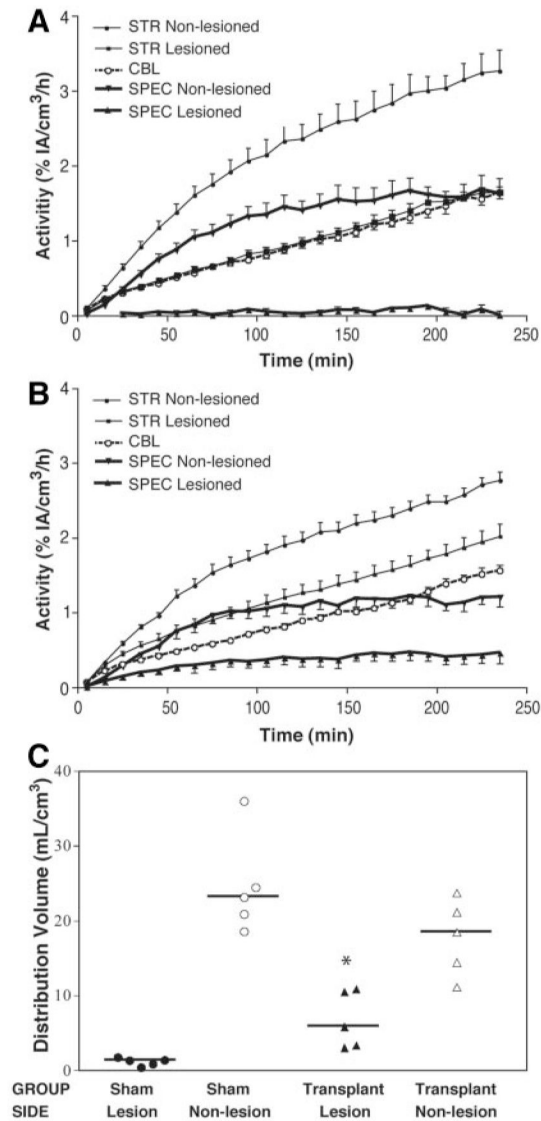 A
STR Non-lesioned
STR Lesioned
CBL
SPEC Non-lesioned
SPEC Lesioned
4
3
2
1
0
Activitiy (% IA/cm³/h)
0 50 100 150 200 250
Time (min)
B
STR Non-lesioned
STR Lesioned
CBL
SPEC Non-lesioned
SPEC Lesioned
4
3
2
1
0
Activity (% IA/cm³/h)
0 50 100 150 200 250
Time (min)
C
40
30
20
10
0
Distribution Volume (mL/cm³)
*
GROUP Sham Sham Transplant Transplant
SIDE Lesion Non-lesion Lesion Non-lesion